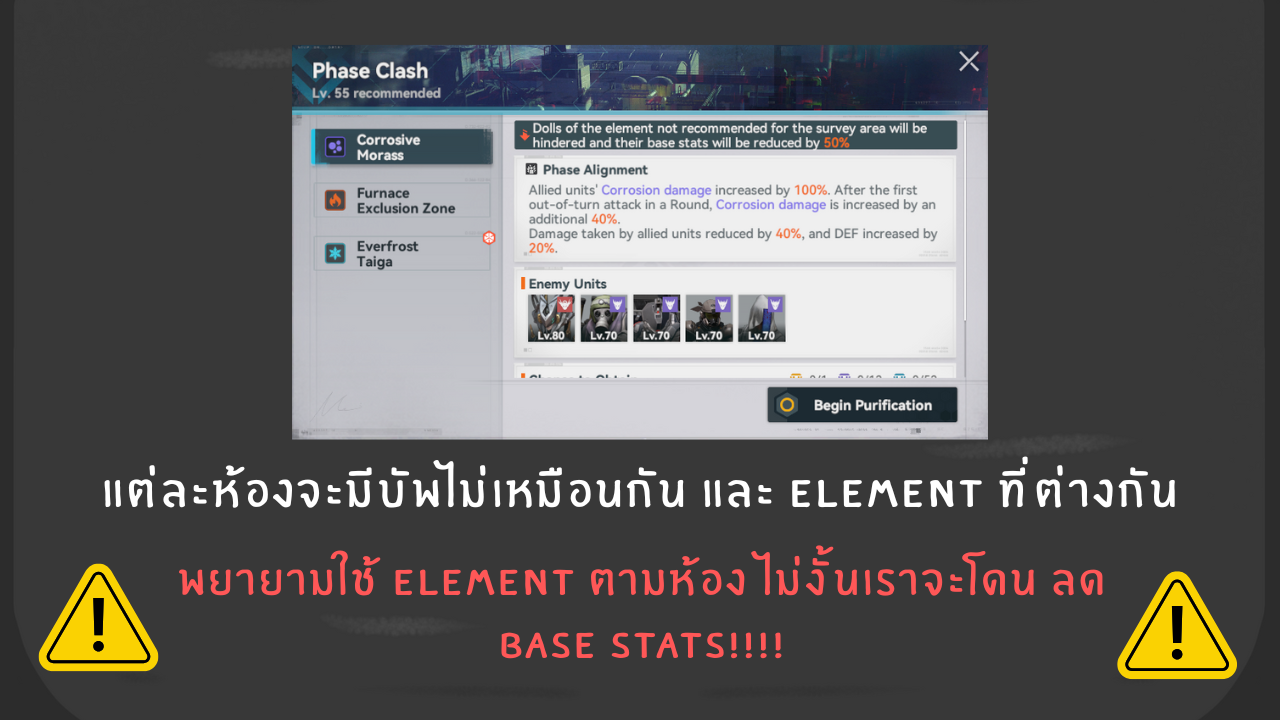 Phase Clash
Lv. 55 recommended
Corrosive
Morass
Furnace
Exclusion Zone
Everfrost
Taiga
Dolls of the element not recommended for the survey area will be
hindered and their base stats will be reduced by 50%
Phase Alignment
Allied units' Corrosion damage increased by 100%. After the first
out-of-turn attack in a Round, Corrosion damage is increased by an
additional 40%.
Damage taken by allied units reduced by 40%, and DEF increased by
20%.
Enemy Units
Lv.80 Lv.70 Lv.70 Lv.70 Lv.70
Begin Purification
แต่ละห้องจะมีบัฟไม่เหมือนกัน และ ELEMENT ที่ต่างกัน
พยายามใช้ ELEMENT ตามห้อง ไม่งั้นเราจะโดน ลด
BASE STATS!!!!